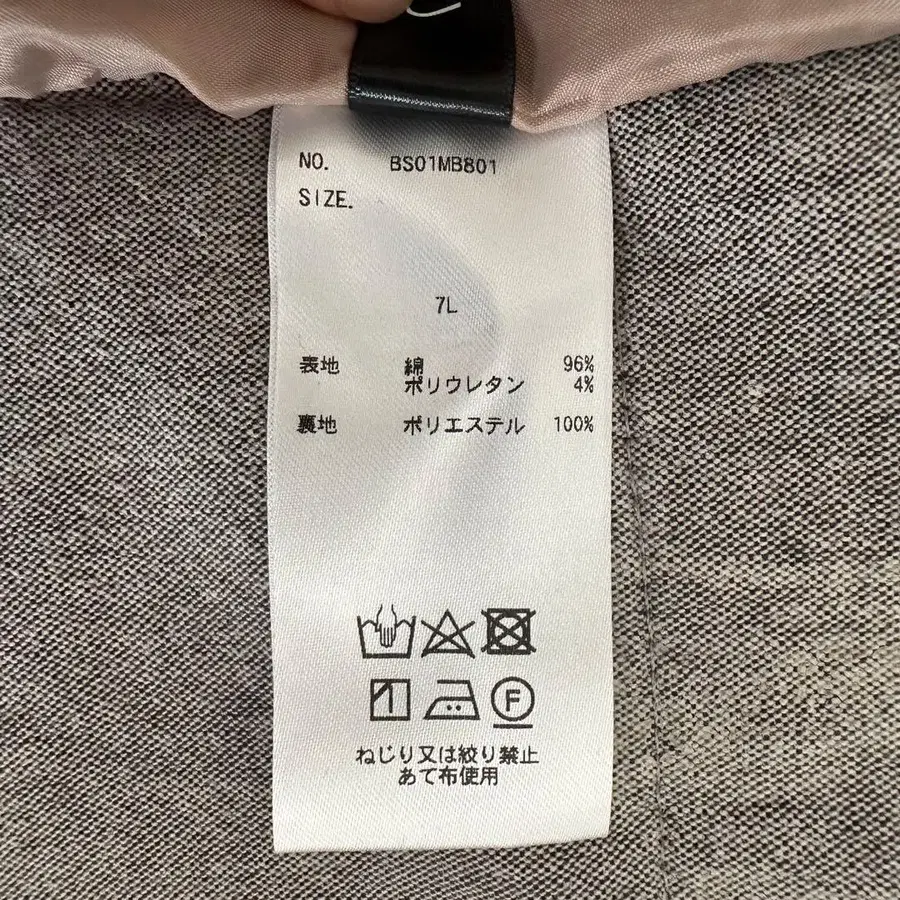 NO. BS01MB801
SIZE.
7L
表地 綿 96%
ポリウレタン 4%
裏地 ポリエステル 100%
F
ねじり又は絞り禁止
あて布使用